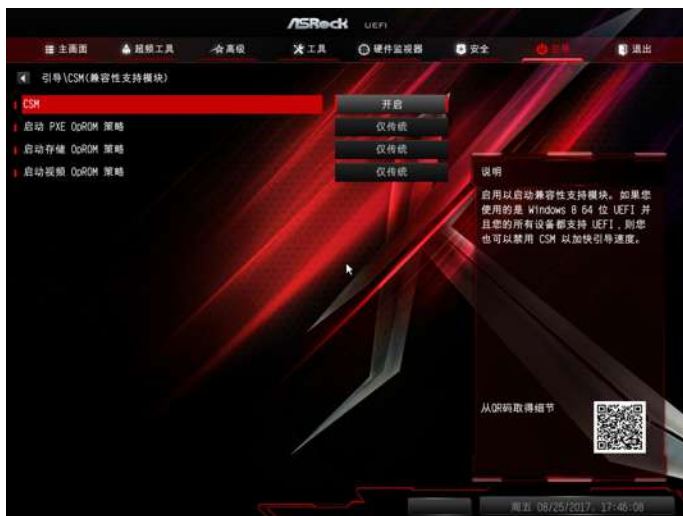 ASRock UEFI
主画面 超频工具 高级 工具 硬件监视器 安全 退出
引导\CSM(兼容性支持模块)
CSM 开启
启动 PXE OpROM 策略 仅传统
启动存储 OpROM 策略 仅传统
启动视频 OpROM 策略 仅传统
说明
启用以启动兼容性支持模块。如果您
使用的是 Windows 8 64 位 UEFI 并
且您的所有设备都支持 UEFI，则您
也可以禁用 CSM 以加快引导速度。
从QR码取得细节
周五 08/25/2017, 17:46:08